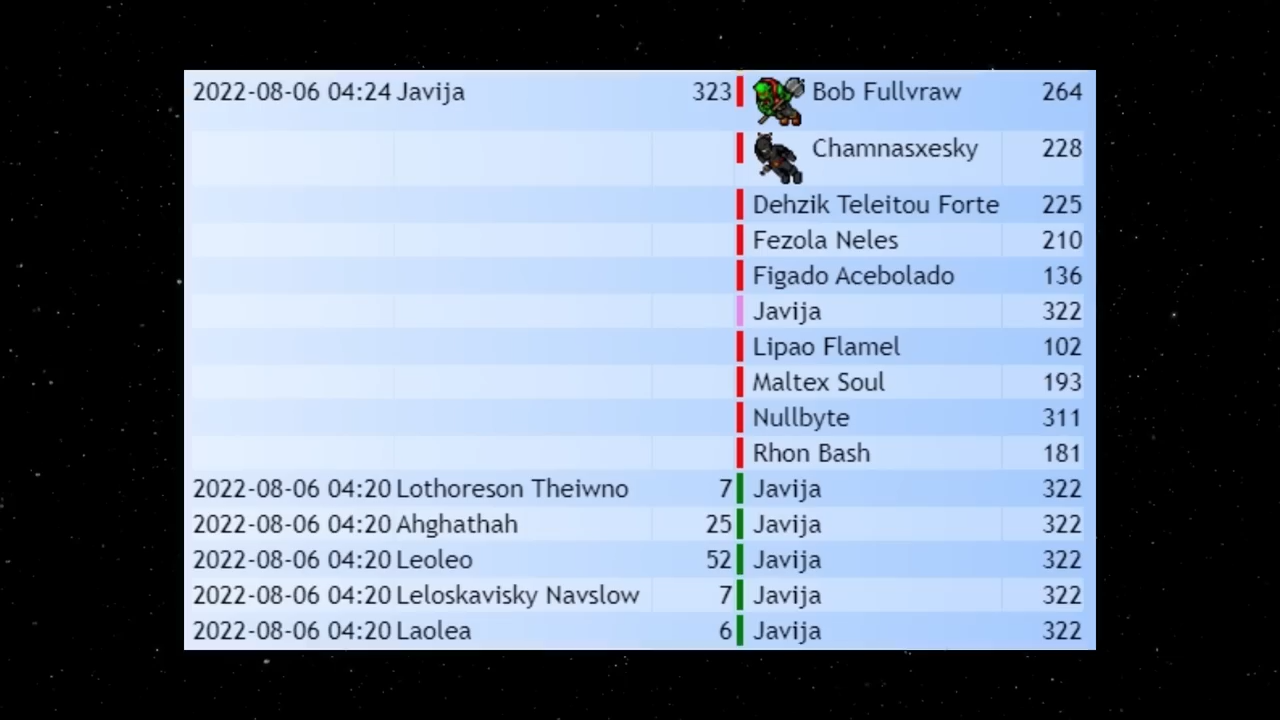 2022-08-06 04:24 Javija 323 Bob Fullvraw 264
Chamnasxesky 228
Dehzik Teleitou Forte 225
Fezola Neles 210
Figado Acebolado 136
Javija 322
Lipao Flamel 102
Maltex Soul 193
Nullbyte 311
Rhon Bash 181
2022-08-06 04:20 Lothoreson Theiwno 7 Javija 322
2022-08-06 04:20 Ahghathah 25 Javija 322
2022-08-06 04:20 Leoleo 52 Javija 322
2022-08-06 04:20 Leloskavisky Navslow 7 Javija 322
2022-08-06 04:20 Laolea 6 Javija 322